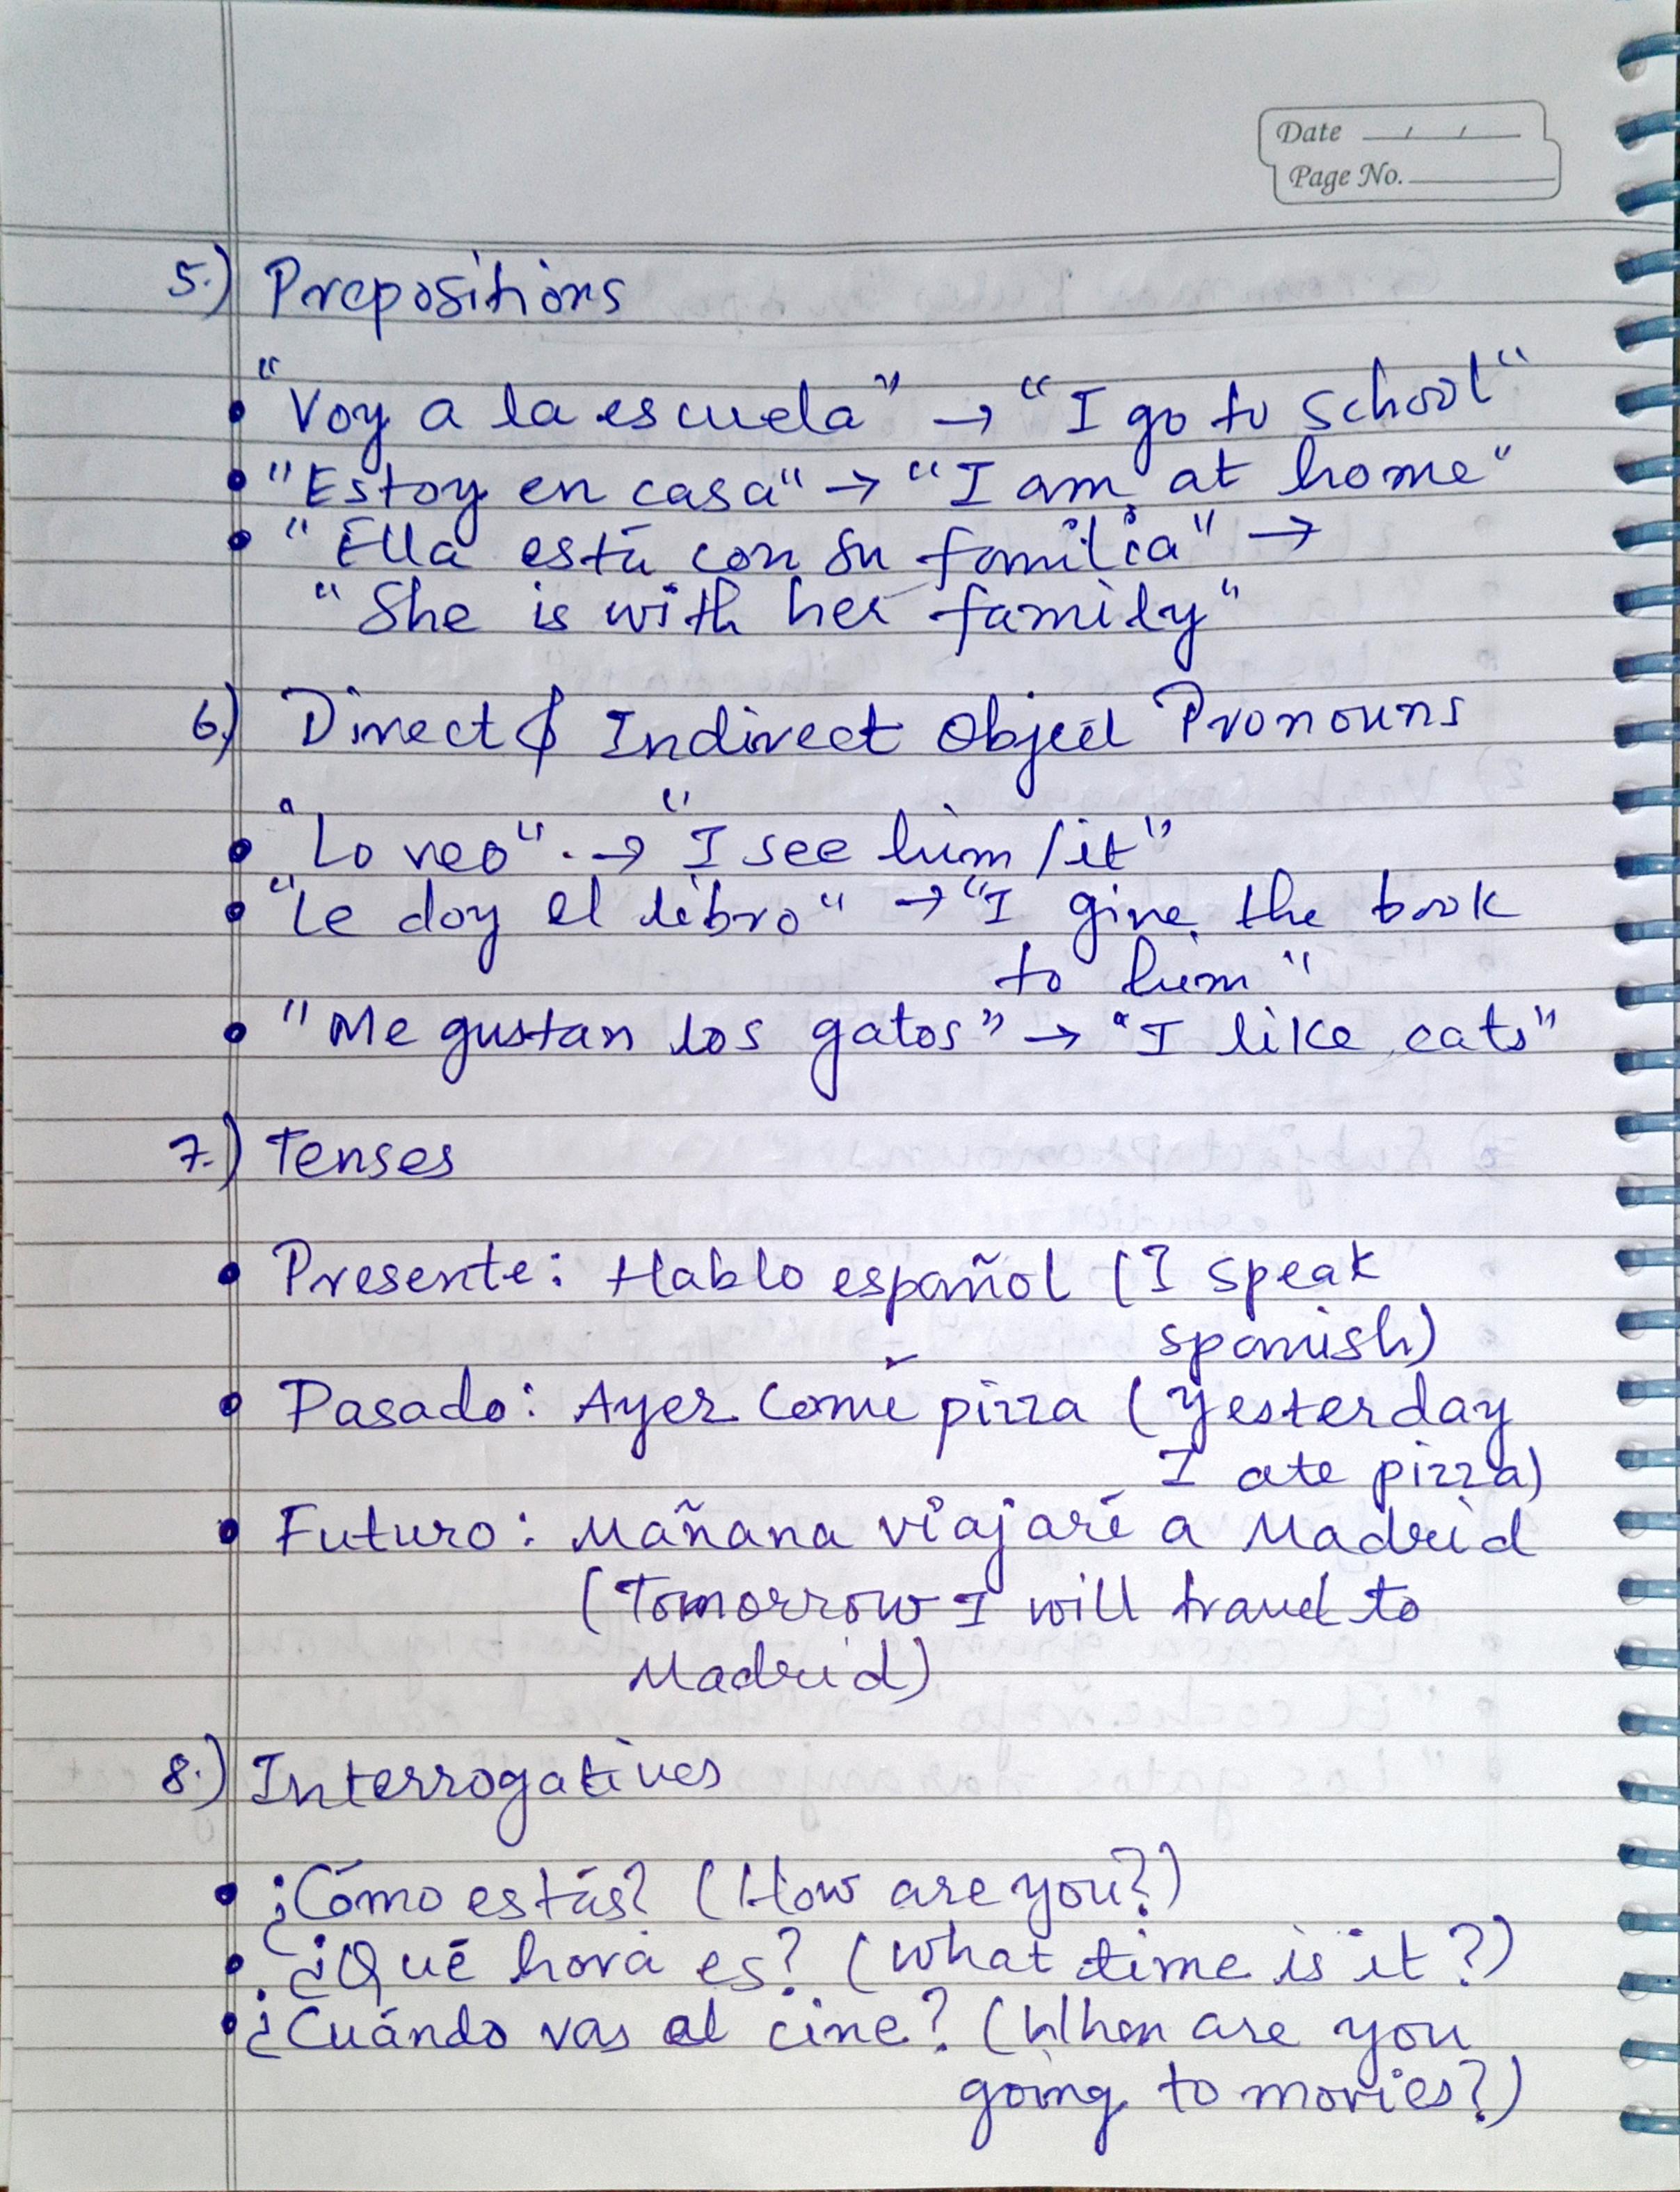 Date / /
Page No.
5.) Prepositions
• "Voy a la escuela" → "I go to school"
• "Estoy en casa" → "I am at home"
• "Ella está con su familia" →
"She is with her family"
6.) Direct & Indirect Object Pronouns
• "Lo veo" . → "I see him/it"
• "Le doy el libro" → "I give the book
to him"
• "Me gustan los gatos" → "I like cats"
7.) Tenses
• Presente: Hablo español (I speak
spanish)
• Pasado: Ayer comí pizza (Yesterday
I ate pizza)
• Futuro: Mañana viajaré a Madrid
(Tomorrow I will travel to
Madrid)
8.) Interrogatives
• ¿Cómo estás? (How are you?)
• ¿Qué hora es? (What time is it?)
• ¿Cuándo vas al cine? (When are you
going to movies?)